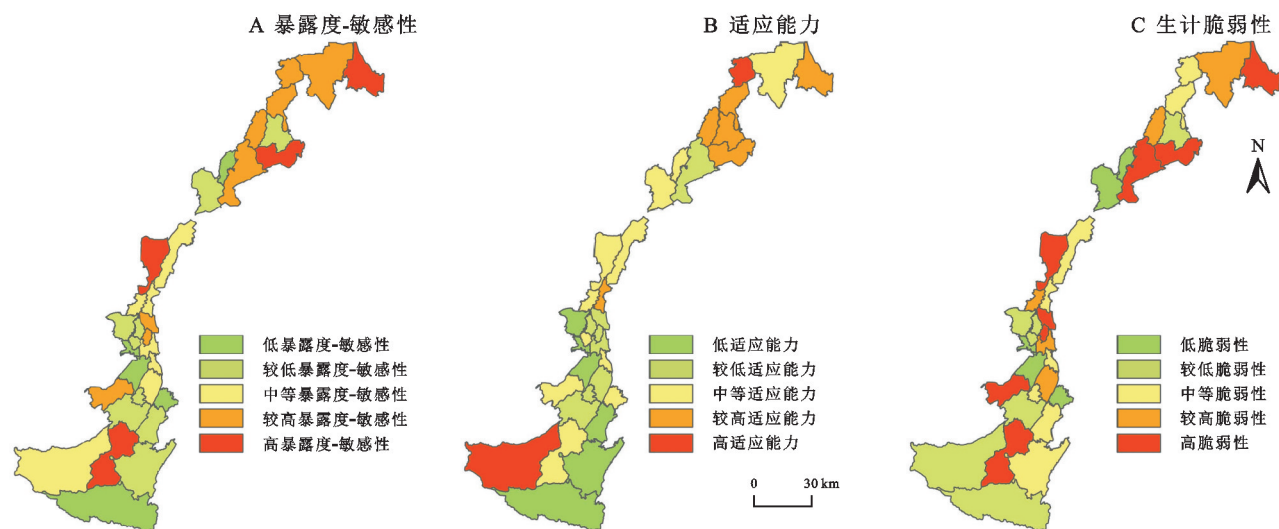 A 暴露度-敏感性
B 适应能力
C 生计脆弱性
N
低暴露度-敏感性
较低暴露度-敏感性
中等暴露度-敏感性
较高暴露度-敏感性
高暴露度-敏感性
低适应能力
较低适应能力
中等适应能力
较高适应能力
高适应能力
0 30 km
低脆弱性
较低脆弱性
中等脆弱性
较高脆弱性
高脆弱性